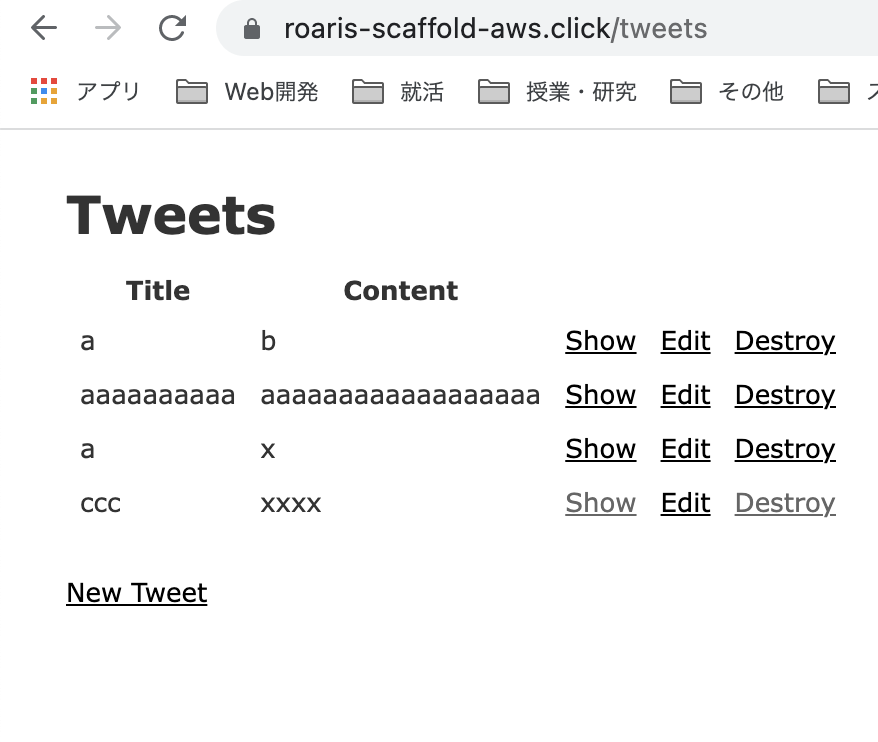 roaris-scaffold-aws.click/tweets
アプリ Web開発 就活 授業・研究 その他
Tweets
Title Content
a b Show Edit Destroy
aaaaaaaaaa aaaaaaaaaaaaaaaaaa Show Edit Destroy
a x Show Edit Destroy
ccc xxxx Show Edit Destroy
New Tweet